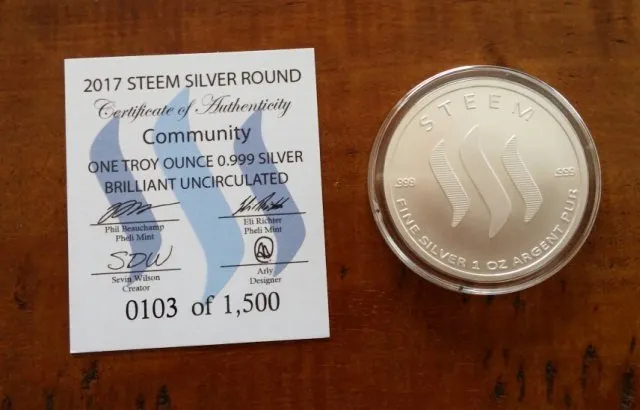 2017 STEEM SILVER ROUND
Certificate of Authenticity
Community
ONE TROY OUNCE 0.999 SILVER
BRILLIANT UNCIRCULATED
Phil Beauchamp
Pheli Mint
Eli Richter
Pheli Mint
SDW
Sevin Wilson
Creator
Arly
Designer
0103 of 1,500
STEEM
.999
.999
FINE SILVER 1 OZ ARGENT PUR